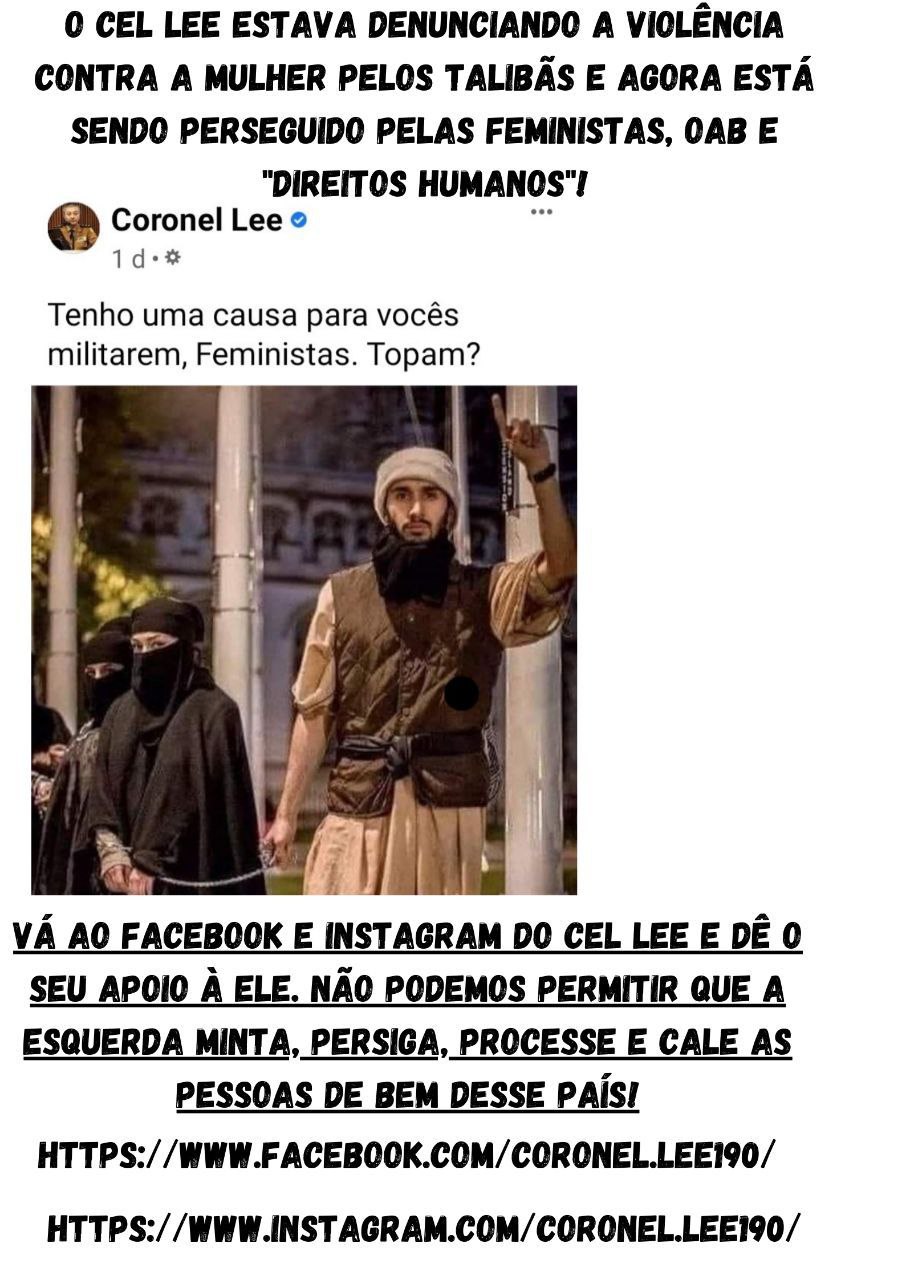 O CEL LEE ESTAVA DENUNCIANDO A VIOLÊNCIA
CONTRA A MULHER PELOS TALIBÃS E AGORA ESTÁ
SENDO PERSEGUIDO PELAS FEMINISTAS, OAB E
"DIREITOS HUMANOS"!
Coronel Lee
1 d
Tenho uma causa para vocês
militarem, Feministas. Topam?
VÁ AO FACEBOOK E INSTAGRAM DO CEL LEE E DÊ O
SEU APOIO À ELE. NÃO PODEMOS PERMITIR QUE A
ESQUERDA MINTA, PERSIGA, PROCESSE E CALE AS
PESSOAS DE BEM DESSE PAÍS!
HTTPS://WWW.FACEBOOK.COM/CORONEL.LEE190/
HTTPS://WWW.INSTAGRAM.COM/CORONEL.LEE190/